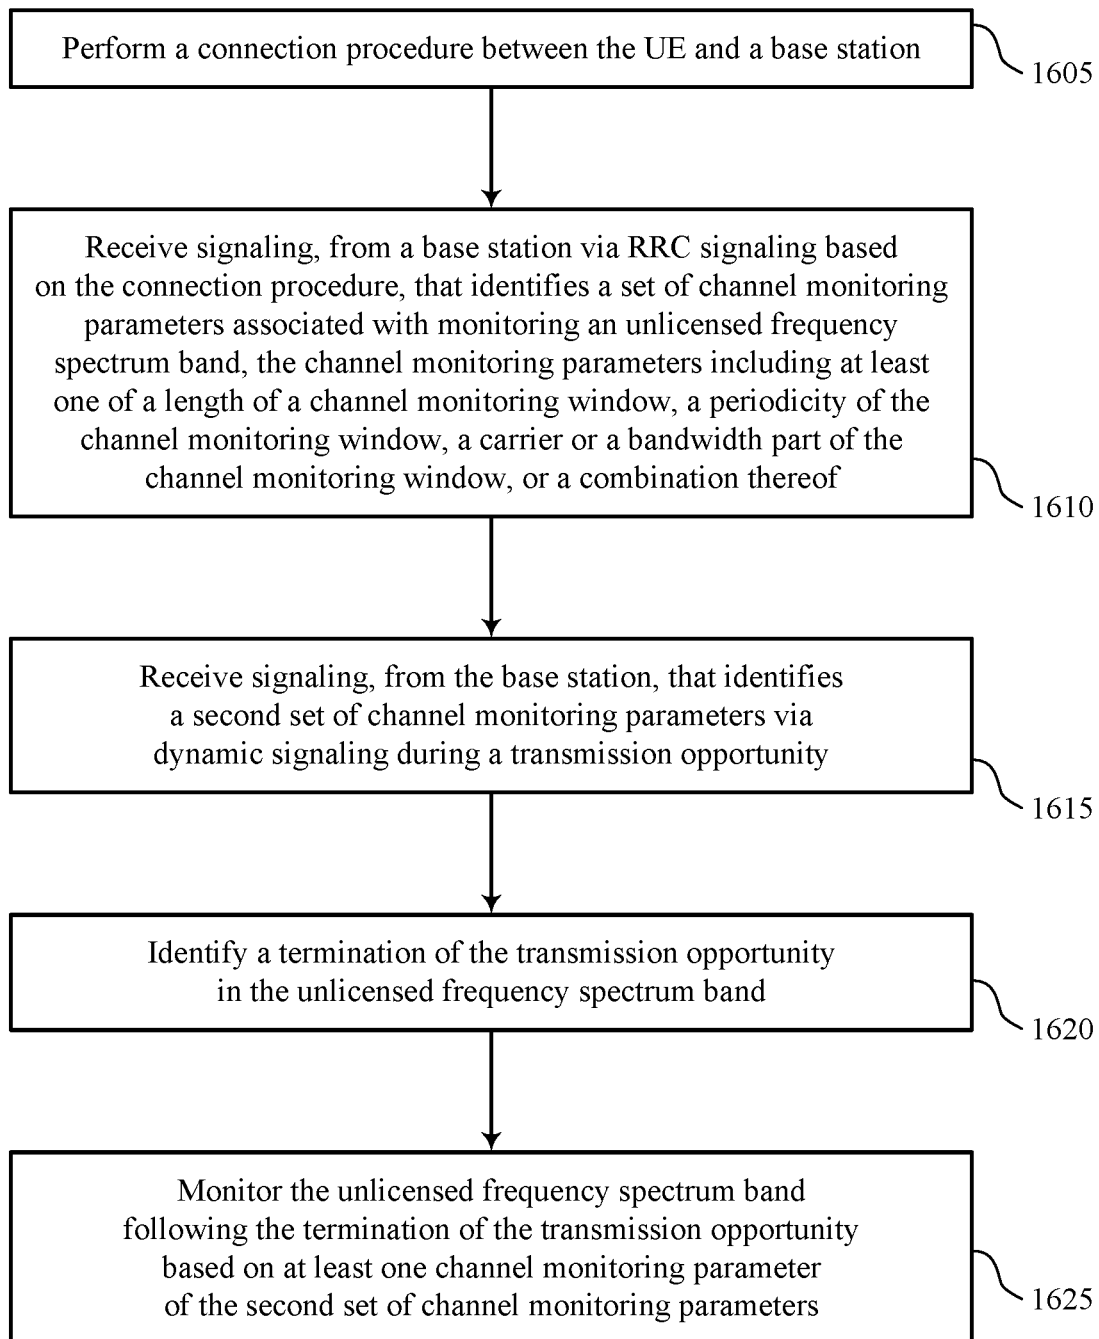 Perform a connection procedure between the UE and a base station
1605
Receive signaling, from a base station via RRC signaling based
on the connection procedure, that identifies a set of channel monitoring
parameters associated with monitoring an unlicensed frequency
spectrum band, the channel monitoring parameters including at least
one of a length of a channel monitoring window, a periodicity of the
channel monitoring window, a carrier or a bandwidth part of the
channel monitoring window, or a combination thereof
1610
Receive signaling, from the base station, that identifies
a second set of channel monitoring parameters via
dynamic signaling during a transmission opportunity
1615
Identify a termination of the transmission opportunity
in the unlicensed frequency spectrum band
1620
Monitor the unlicensed frequency spectrum band
following the termination of the transmission opportunity
based on at least one channel monitoring parameter
of the second set of channel monitoring parameters
1625